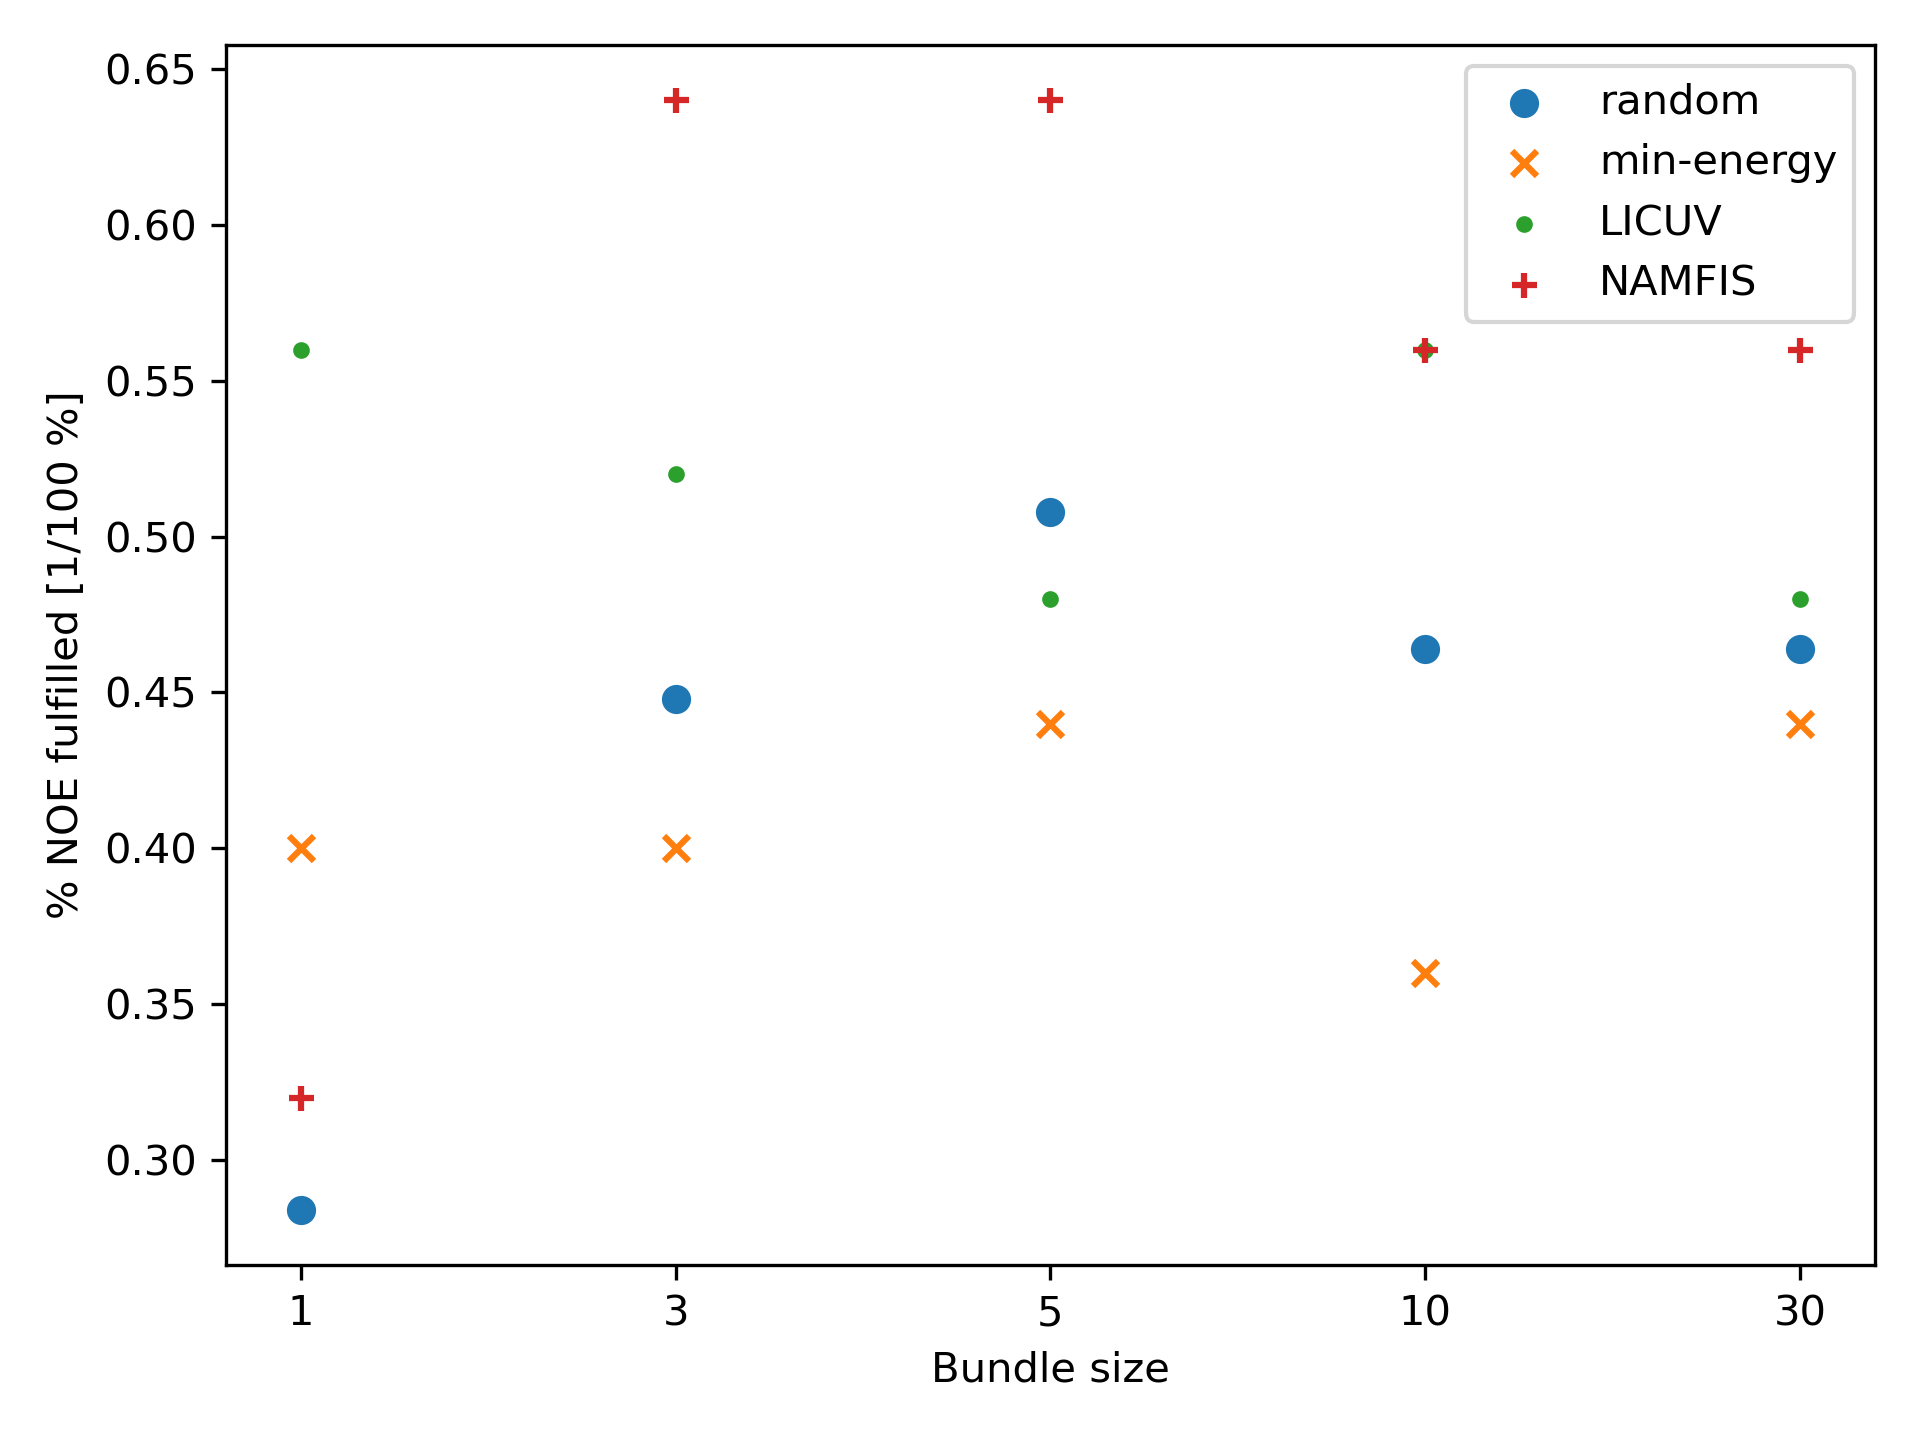 0.65
0.60
0.55
0.50
0.45
0.40
0.35
0.30
% NOE fulfilled [1/100 %]
random
min-energy
LICUV
NAMFIS
1 3 5 10 30
Bundle size